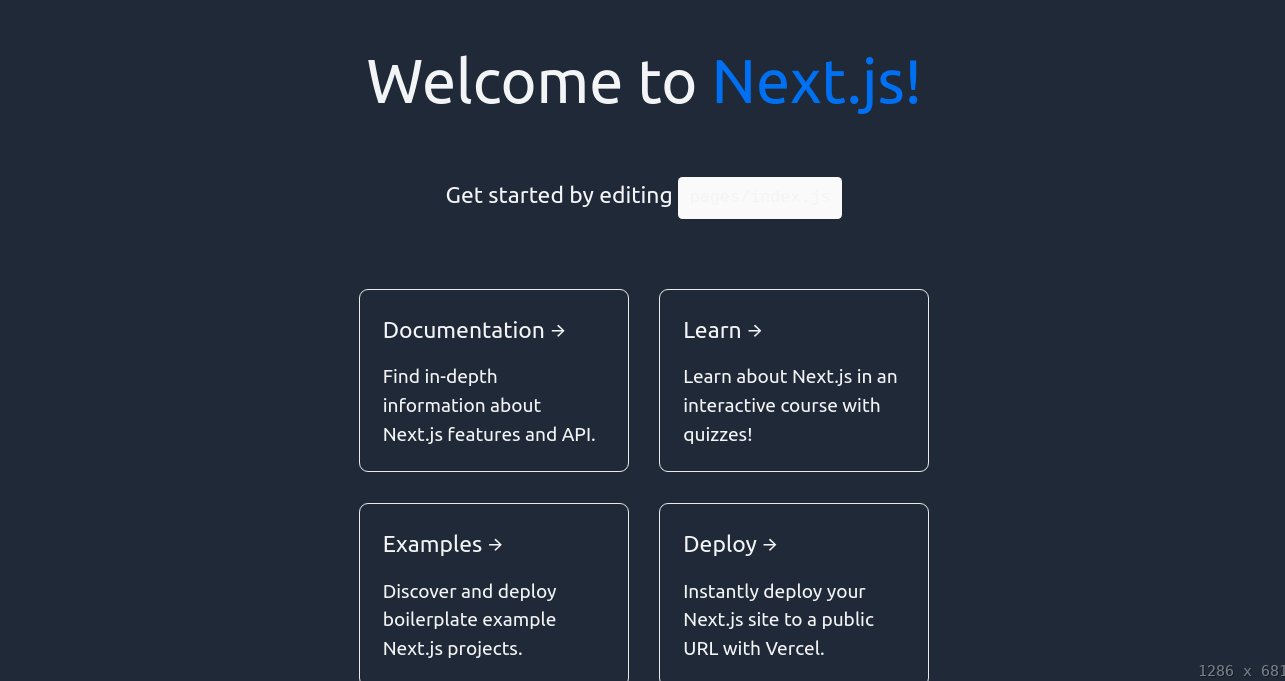 Welcome to Next.js!
Get started by editing pages/index.js
Documentation →
Find in-depth
information about
Next.js features and API.
Learn →
Learn about Next.js in an
interactive course with
quizzes!
Examples →
Discover and deploy
boilerplate example
Next.js projects.
Deploy →
Instantly deploy your
Next.js site to a public
URL with Vercel.
1286 x 681